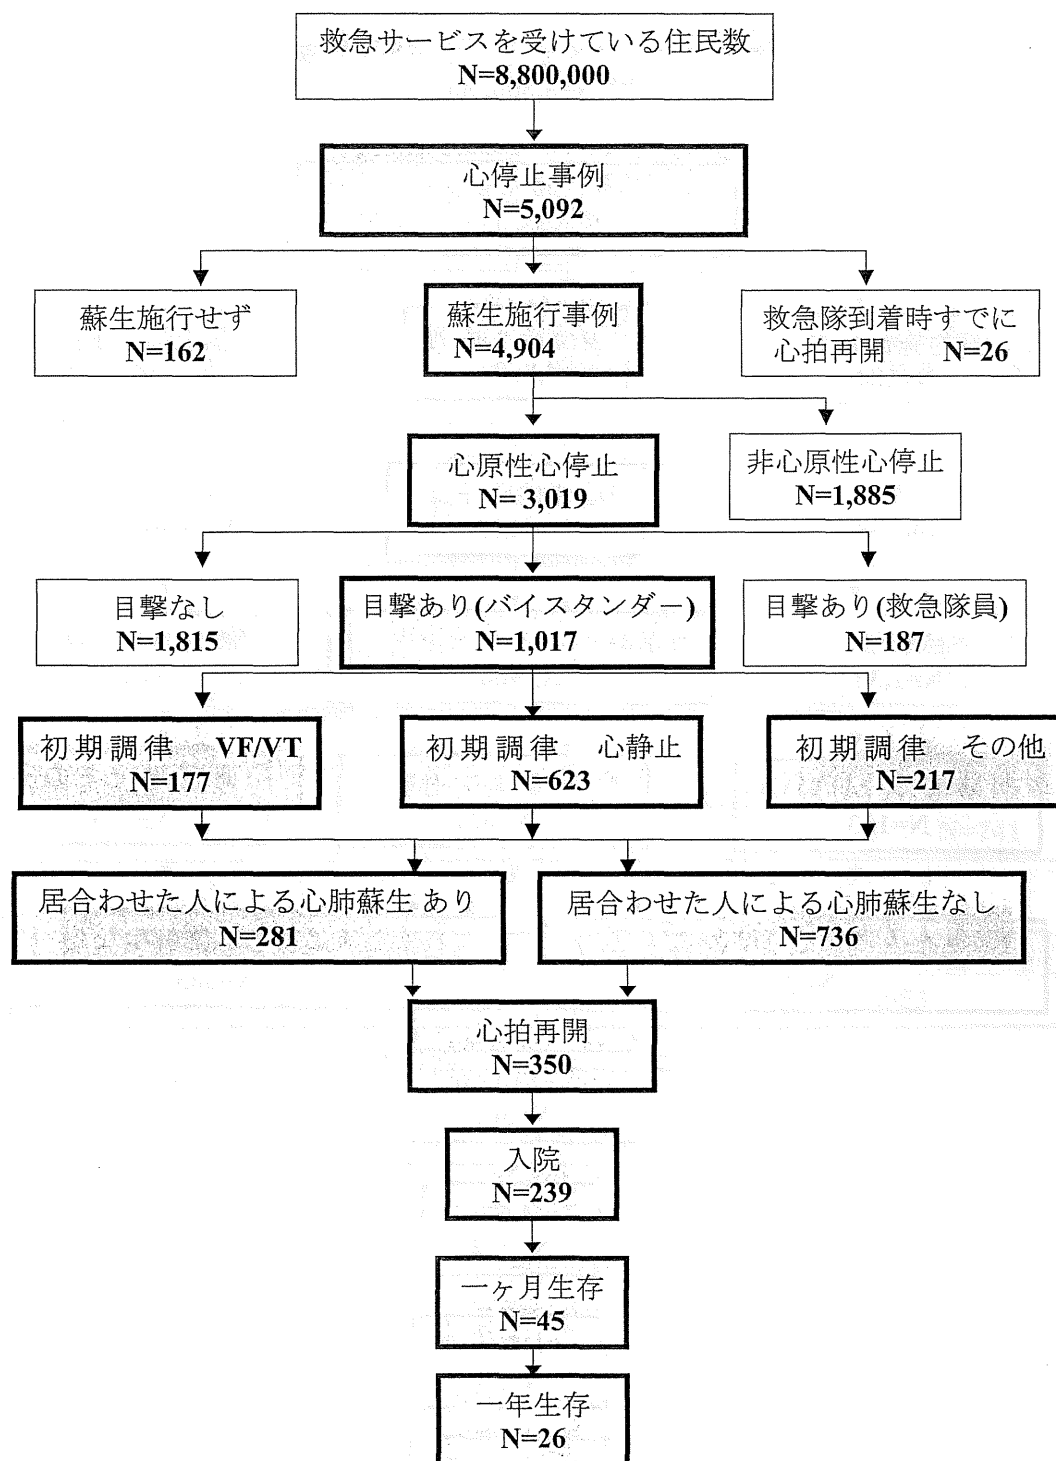 救急サービスを受けている住民数
N=8,800,000
心停止事例
N=5,092
蘇生施行せず
N=162
蘇生施行事例
N=4,904
救急隊到着時すでに
心拍再開 N=26
心原性心停止
N= 3,019
非心原性心停止
N=1,885
目撃なし
N=1,815
目撃あり(バイスタンダー)
N=1,017
目撃あり(救急隊員)
N=187
初期調律 VF/VT
N=177
初期調律 心静止
N=623
初期調律 その他
N=217
居合わせた人による心肺蘇生 あり
N=281
居合わせた人による心肺蘇生なし
N=736
心拍再開
N=350
入院
N=239
一ヶ月生存
N=45
一年生存
N=26